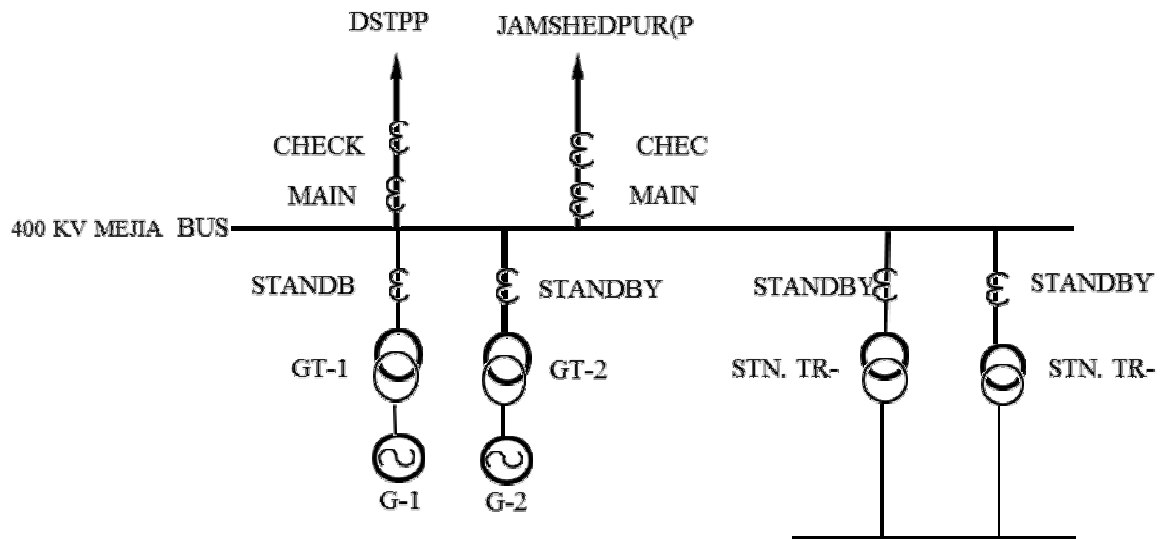 DSTPP
JAMSHEDPUR(P
CHECK
CHEC
MAIN
MAIN
400 KV MEJIA BUS
STANDB
STANDBY
STANDBY
STANDBY
GT-1
GT-2
STN. TR-
STN. TR-
G-1
G-2